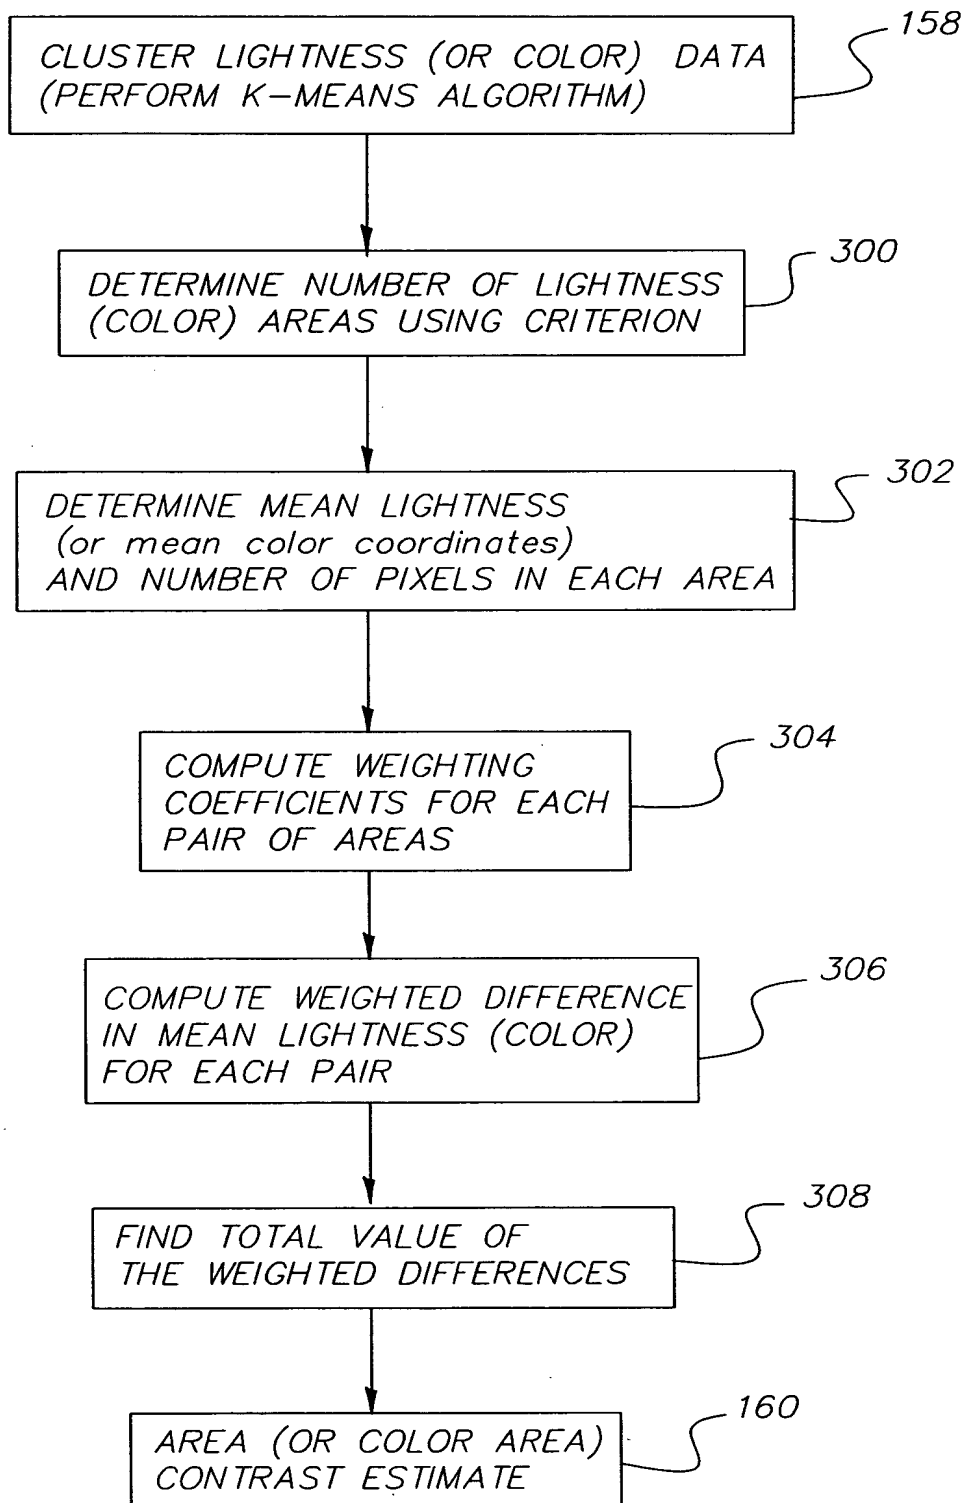 158
CLUSTER LIGHTNESS (OR COLOR) DATA
(PERFORM K-MEANS ALGORITHM)
300
DETERMINE NUMBER OF LIGHTNESS
(COLOR) AREAS USING CRITERION
302
DETERMINE MEAN LIGHTNESS
(or mean color coordinates)
AND NUMBER OF PIXELS IN EACH AREA
304
COMPUTE WEIGHTING
COEFFICIENTS FOR EACH
PAIR OF AREAS
306
COMPUTE WEIGHTED DIFFERENCE
IN MEAN LIGHTNESS (COLOR)
FOR EACH PAIR
308
FIND TOTAL VALUE OF
THE WEIGHTED DIFFERENCES
160
AREA (OR COLOR AREA)
CONTRAST ESTIMATE